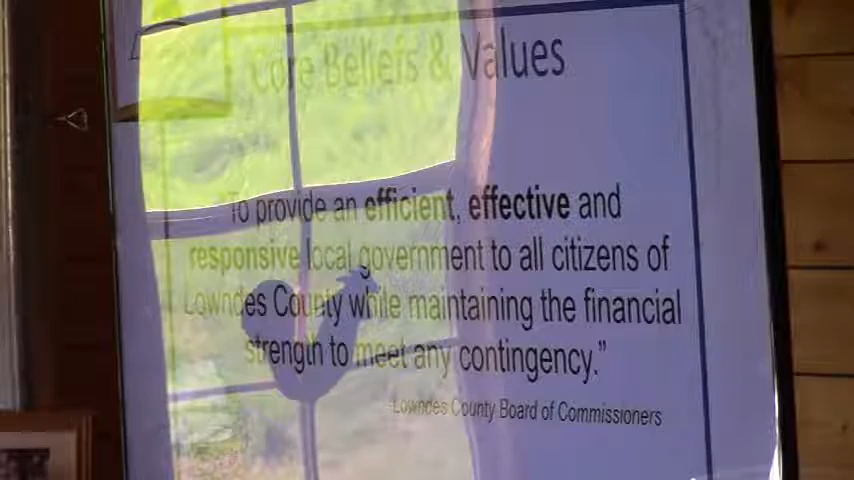 Core Beliefs & Values
"To provide an efficient, effective and
responsive local government to all citizens of
Lowndes County while maintaining the financial
strength to meet any contingency."
-Lowndes County Board of Commissioners